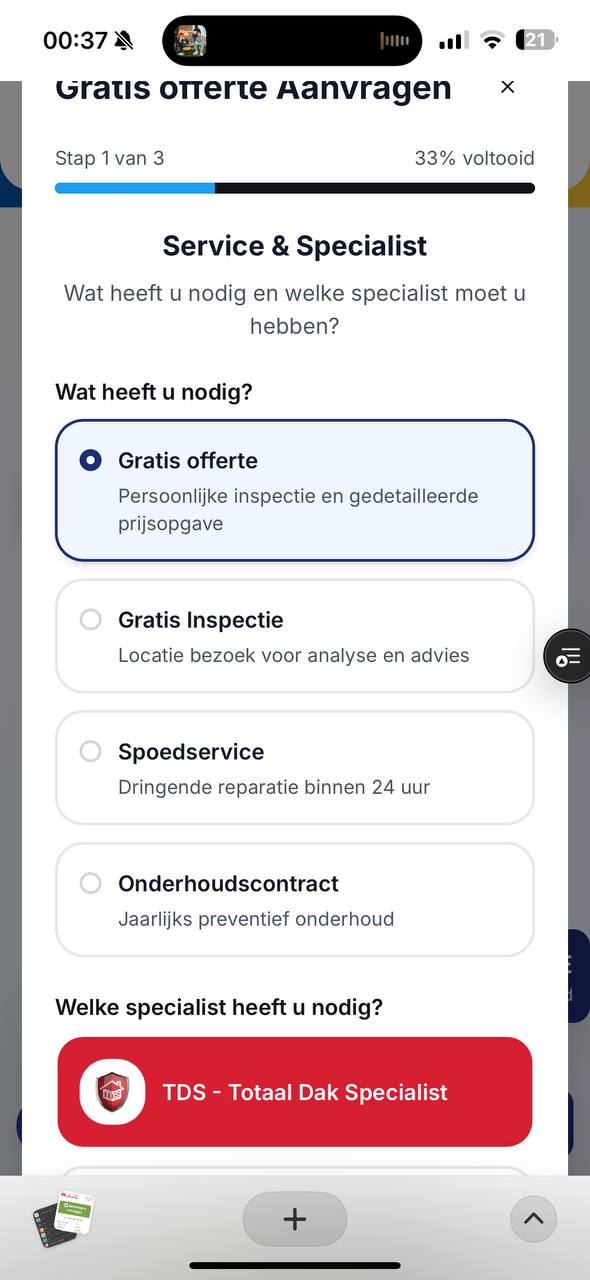 00:37
21
Gratis offerte Aanvragen
Stap 1 van 3
33% voltooid
Service & Specialist
Wat heeft u nodig en welke specialist moet u
hebben?
Wat heeft u nodig?
Gratis offerte
Persoonlijke inspectie en gedetailleerde
prijsopgave
Gratis Inspectie
Locatie bezoek voor analyse en advies
Spoedservice
Dringende reparatie binnen 24 uur
Onderhoudscontract
Jaarlijks preventief onderhoud
d
Welke specialist heeft u nodig?
TDS
TDS - Totaal Dak Specialist